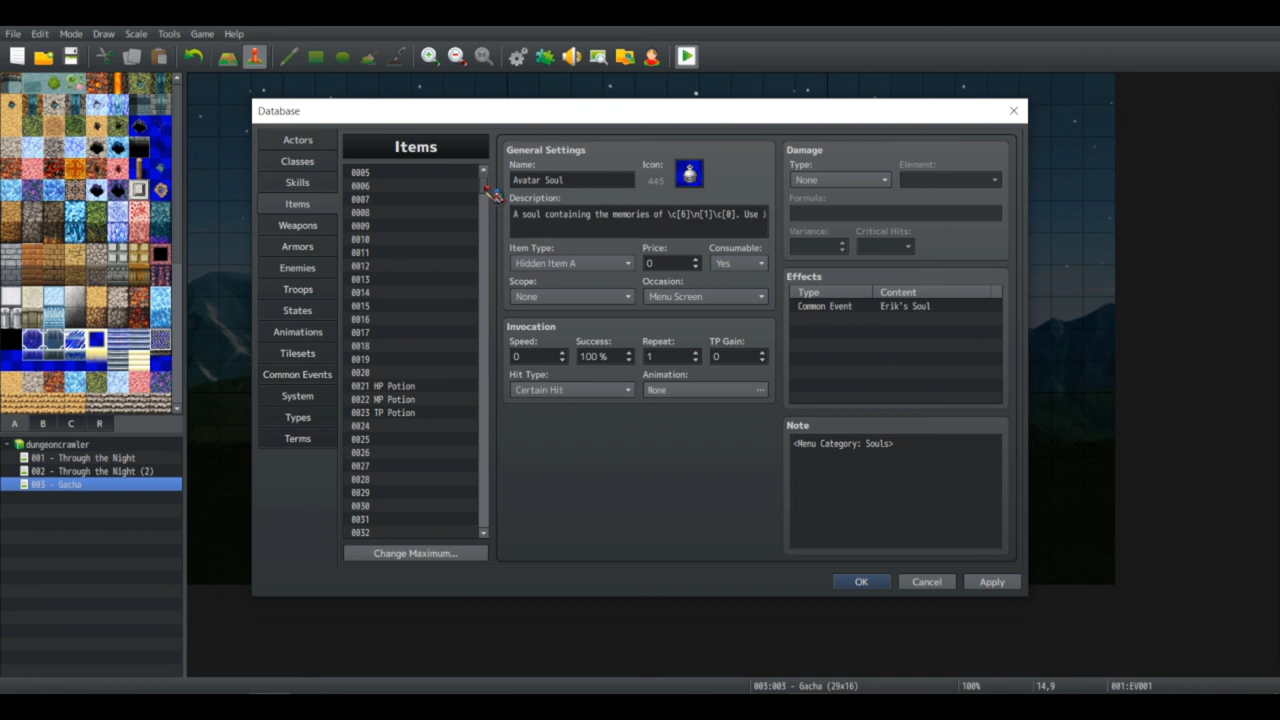 File Edit Mode Draw Scale Tools Game Help
Database
Actors
Classes
Skills
Items
Weapons
Armors
Enemies
Troops
States
Animations
Tilesets
Common Events
System
Types
Terms
Items
0005
0006
0007
0008
0009
0010
0011
0012
0013
0014
0015
0016
0017
0018
0019
0020
0021 HP Potion
0022 MP Potion
0023 TP Potion
0024
0025
0026
0027
0028
0029
0030
0031
0032
Change Maximum...
General Settings
Name: Icon:
Avatar Soul 445
Description:
A soul containing the memories of \c[6]\n[1]\c[0]. Use i
Item Type: Price: Consumable:
Hidden Item A 0 Yes
Scope: Occasion:
None Menu Screen
Invocation
Speed: Success: Repeat: TP Gain:
0 100 % 1 0
Hit Type: Animation:
Certain Hit None ...
Damage
Type: Element:
None
Formula:
Variance: Critical Hits:
Effects
Type Content
Common Event Erik's Soul
Note
<Menu Category: Souls>
OK Cancel Apply
A B C R
dungeoncrawler
001 - Through the Night
002 - Through the Night (2)
003 - Gacha
003:003 - Gacha (29x16) 100% 14,9 001:EV001